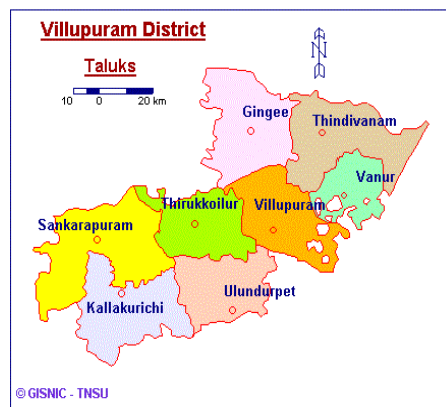 Villupuram District
Taluks
10 0 20 km
N
Gingee
Thindivanam
Vanur
Thirukkoilur
Villupuram
Sankarapuram
Kallakurichi
Ulundurpet
© GISNIC - TNSU